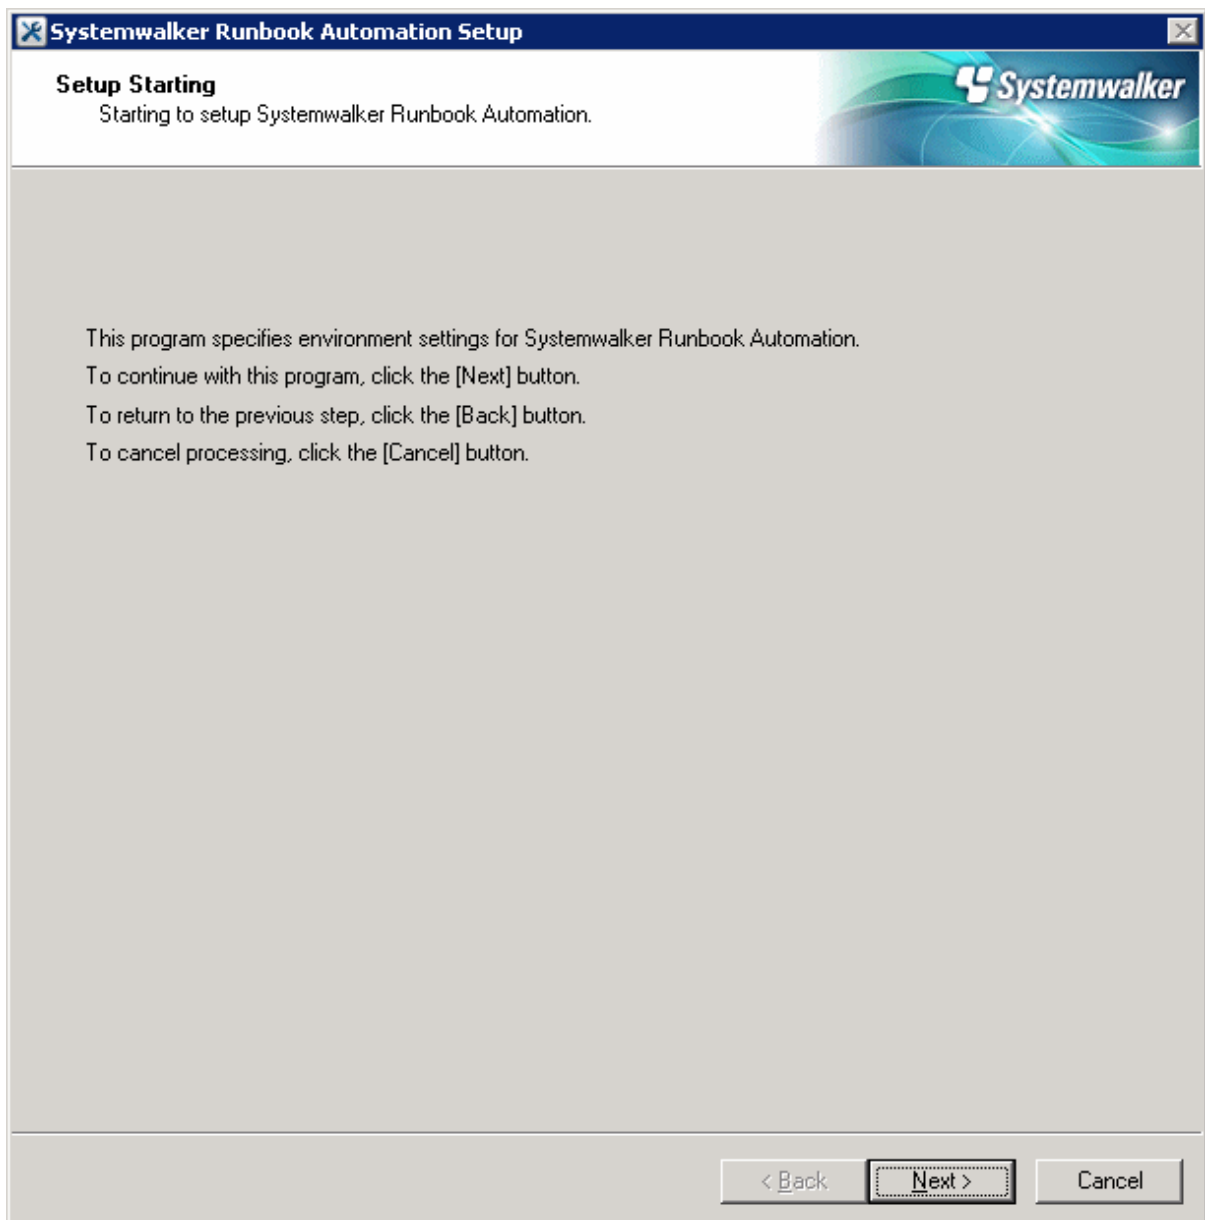 Systemwalker Runbook Automation Setup
Setup Starting
Starting to setup Systemwalker Runbook Automation.
Systemwalker
This program specifies environment settings for Systemwalker Runbook Automation.
To continue with this program, click the [Next] button.
To return to the previous step, click the [Back] button.
To cancel processing, click the [Cancel] button.
< Back Next > Cancel